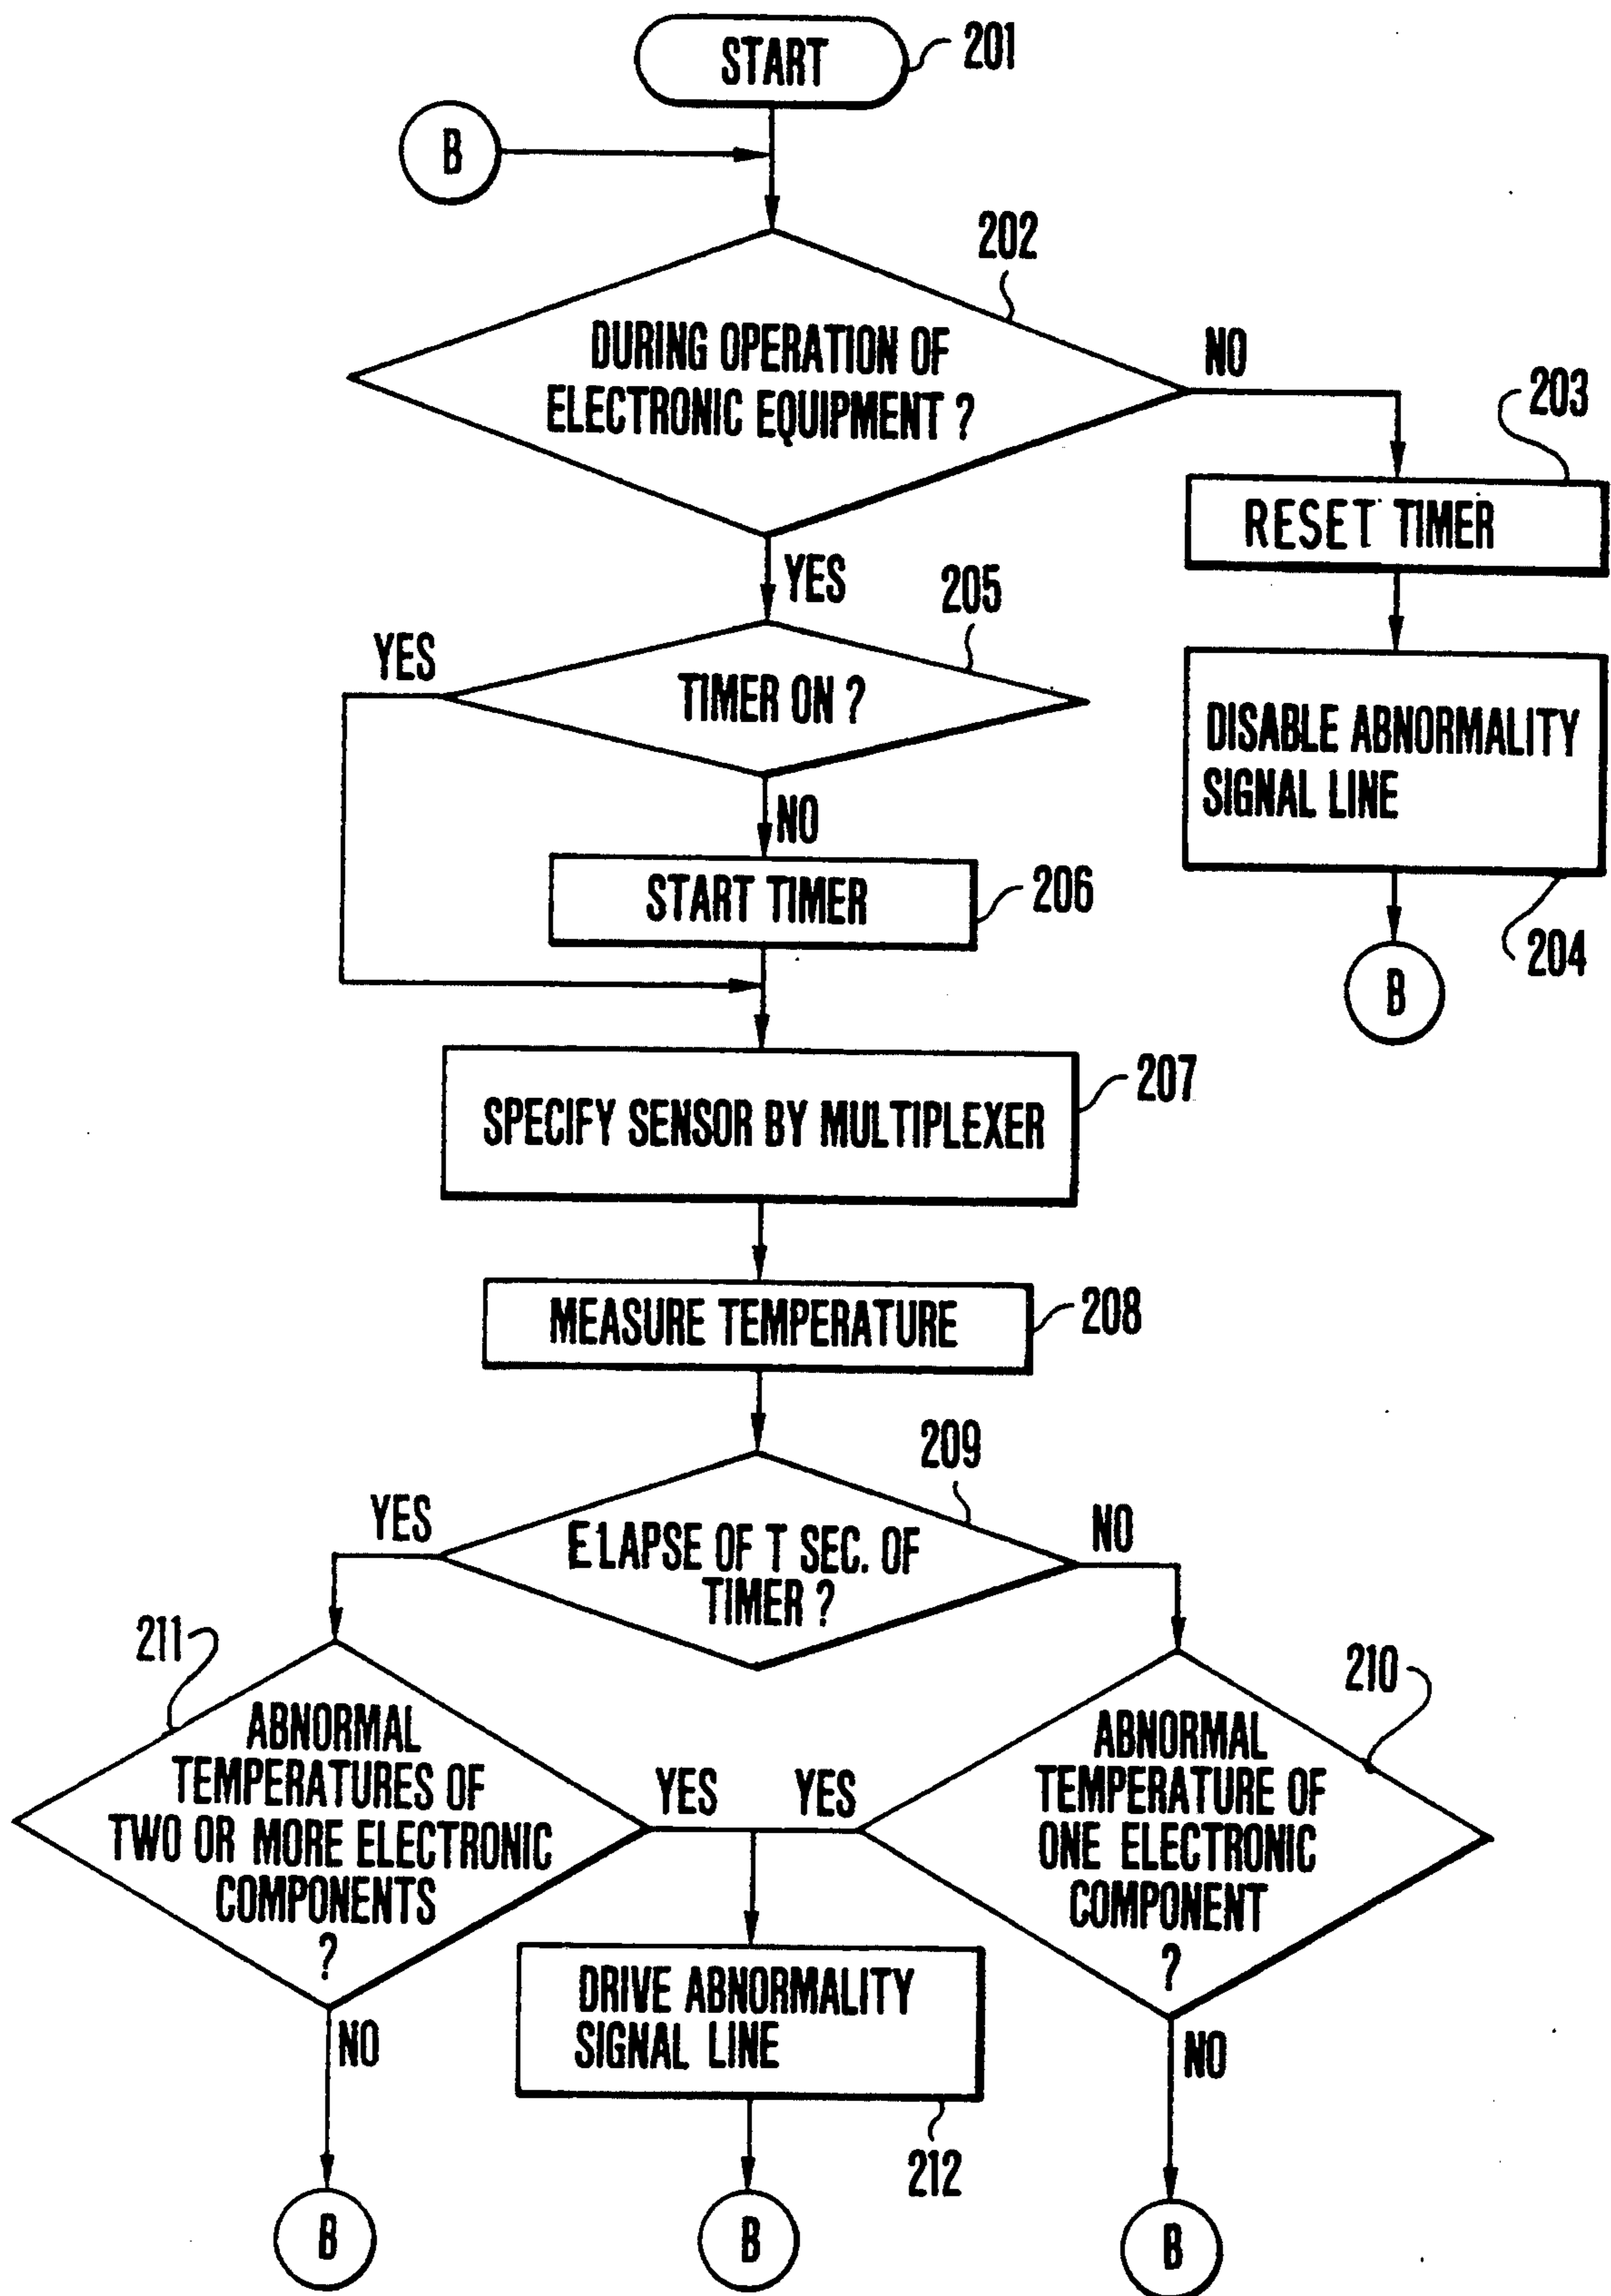 START
201
B
202
DURING OPERATION OF
ELECTRONIC EQUIPMENT ?
NO
203
RESET TIMER
YES
205
YES
TIMER ON ?
DISABLE ABNORMALITY
SIGNAL LINE
204
B
NO
START TIMER
206
SPECIFY SENSOR BY MULTIPLEXER
207
MEASURE TEMPERATURE
208
209
YES
ELAPSE OF T SEC. OF
TIMER ?
NO
211
ABNORMAL
TEMPERATURES OF
TWO OR MORE ELECTRONIC
COMPONENTS
?
YES
YES
210
ABNORMAL
TEMPERATURE OF
ONE ELECTRONIC
COMPONENT
?
NO
DRIVE ABNORMALITY
SIGNAL LINE
212
NO
B
B
B